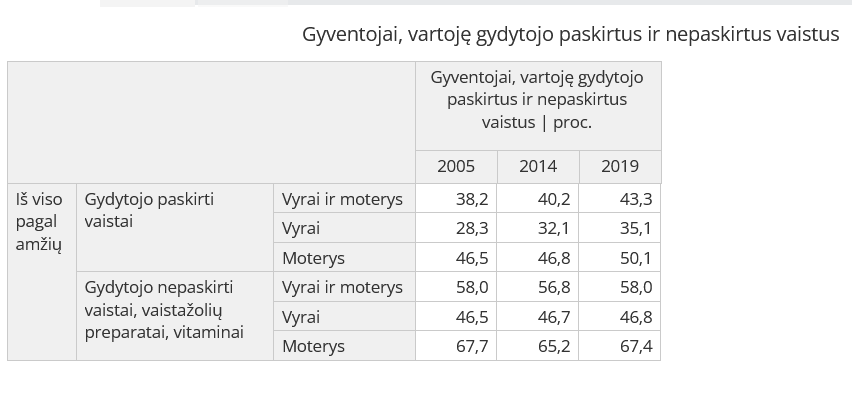 Gyventojai, vartoję gydytojo paskirtus ir nepaskirtus vaistus
Gyventojai, vartoję gydytojo
paskirtus ir nepaskirtus
vaistus | proc.
2005 2014 2019
Iš viso
pagal
amžių
Gydytojo paskirti
vaistai
Vyrai ir moterys 38,2 40,2 43,3
Vyrai 28,3 32,1 35,1
Moterys 46,5 46,8 50,1
Gydytojo nepaskirti
vaistai, vaistažolių
preparatai, vitaminai
Vyrai ir moterys 58,0 56,8 58,0
Vyrai 46,5 46,7 46,8
Moterys 67,7 65,2 67,4